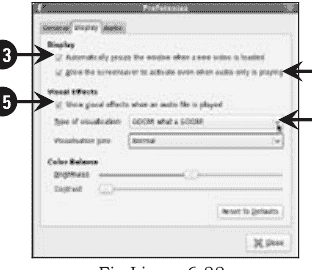 Preferences
General Display Audio
Display
3
Automatically resize the window when a new video is loaded
Allow the screensaver to activate even when audio only is playing
Visual Effects
5
Show visual effects when an audio file is played
Type of visualization: GOOM: what a GOOM!
Visualization size: Normal
Color Balance
Brightness:
Contrast:
Reset to Defaults
Close